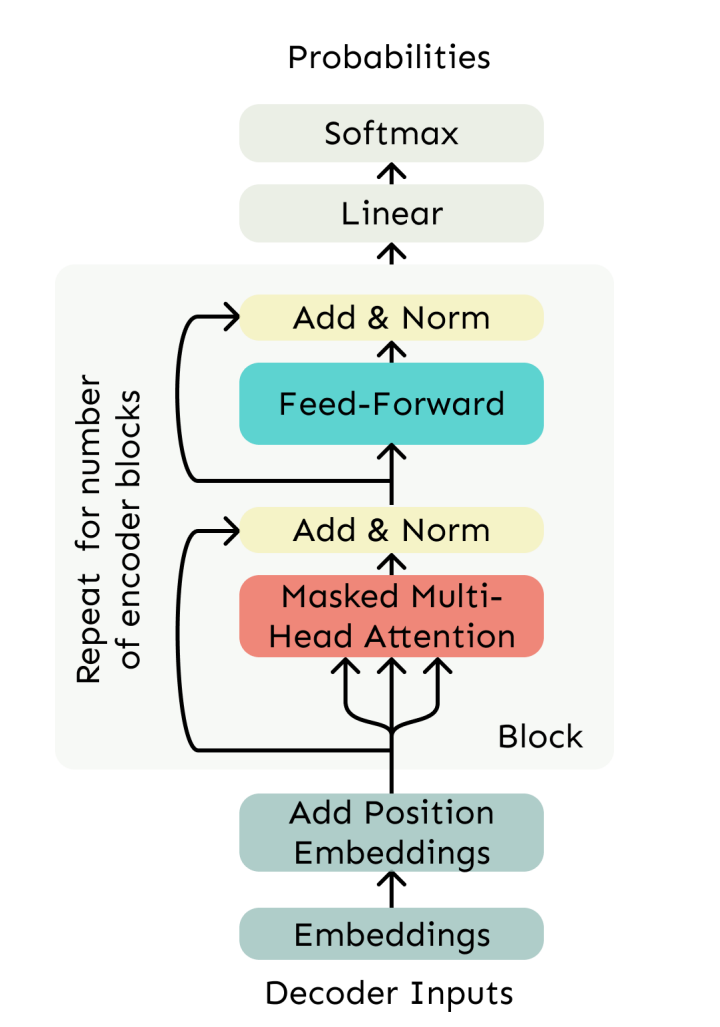 Probabilities
Softmax
Linear
Add & Norm
Feed-Forward
Repeat for number
of encoder blocks
Add & Norm
Masked Multi-
Head Attention
Block
Add Position
Embeddings
Embeddings
Decoder Inputs